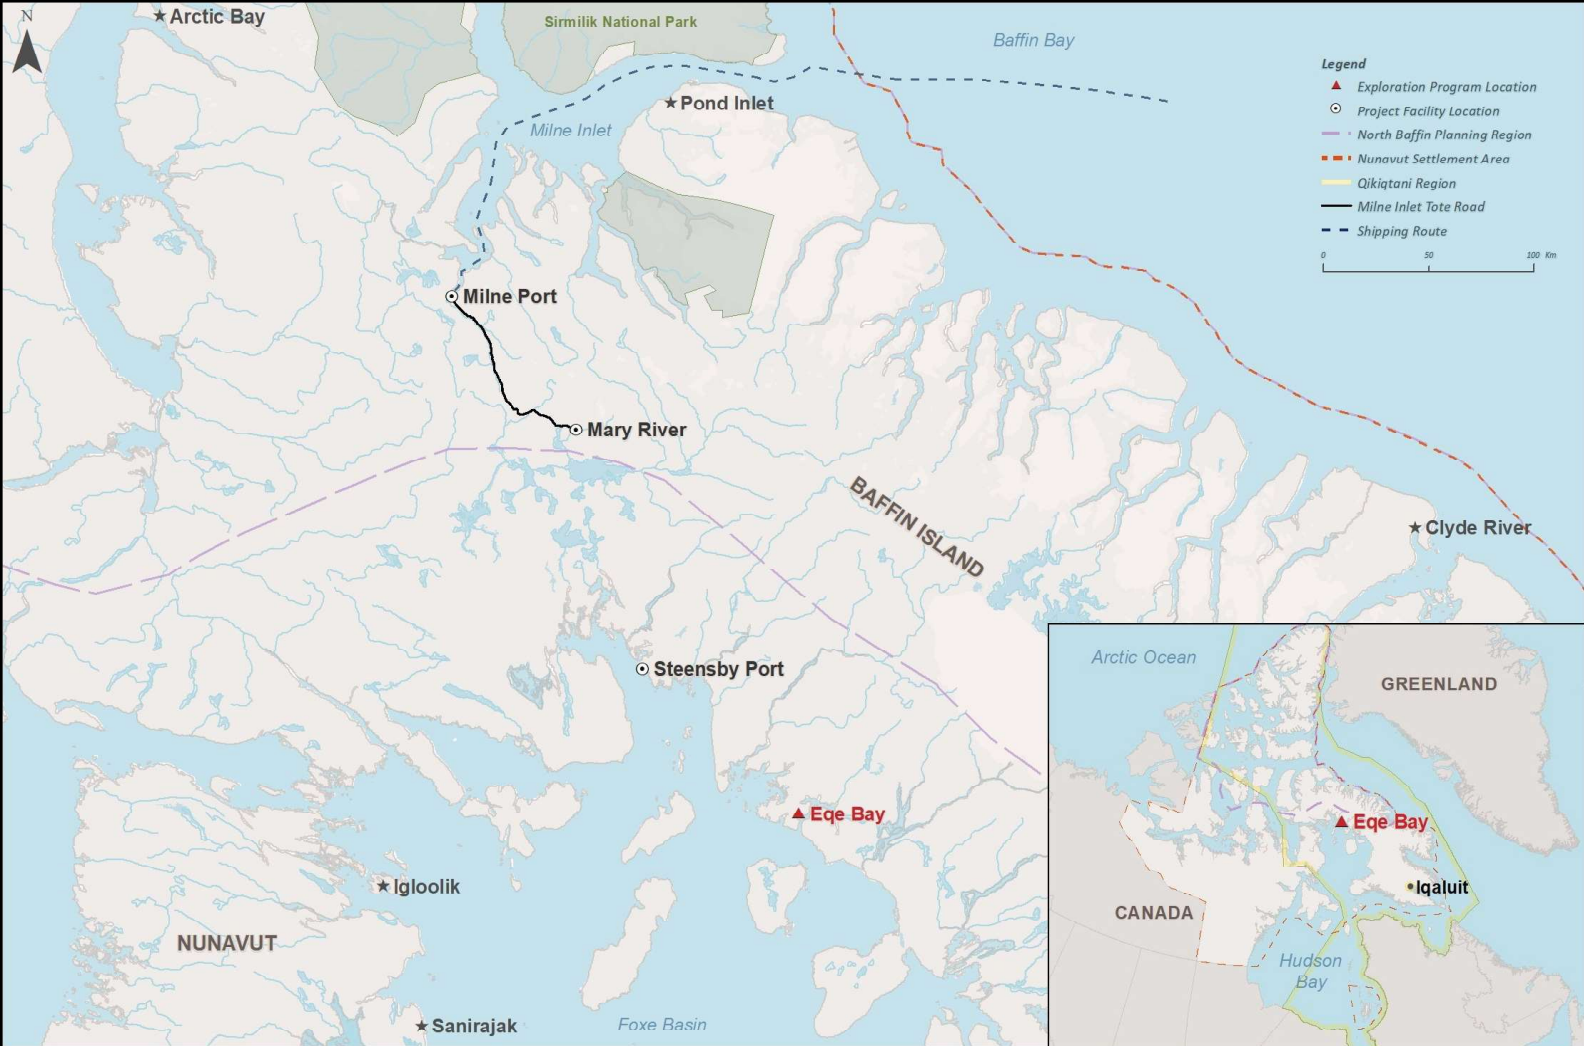 N
Arctic Bay
Sirmilik National Park
Baffin Bay
Pond Inlet
Milne Inlet
Legend
Exploration Program Location
Project Facility Location
North Baffin Planning Region
Nunavut Settlement Area
Qikiqtani Region
Milne Inlet Tote Road
Shipping Route
0 50 100 Km
Milne Port
Mary River
BAFFIN ISLAND
Clyde River
Steensby Port
Eqe Bay
Igloolik
NUNAVUT
Sanirajak
Foxe Basin
Arctic Ocean
GREENLAND
Eqe Bay
Iqaluit
CANADA
Hudson
Bay